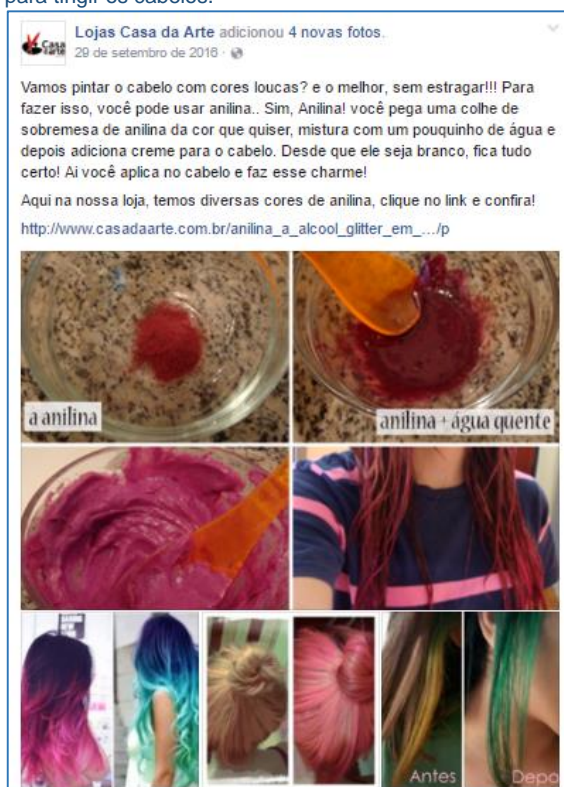 para tingir os cabelos.
Casa
da arte
Lojas Casa da Arte adicionou 4 novas fotos.
29 de setembro de 2016 ·
Vamos pintar o cabelo com cores loucas? e o melhor, sem estragar!!! Para
fazer isso, você pode usar anilina.. Sim, Anilina! você pega uma colhe de
sobremesa de anilina da cor que quiser, mistura com um pouquinho de água e
depois adiciona creme para o cabelo. Desde que ele seja branco, fica tudo
certo! Ai você aplica no cabelo e faz esse charme!
Aqui na nossa loja, temos diversas cores de anilina, clique no link e confira!
http://www.casadaarte.com.br/anilina_a_alcool_glitter_em_.../p
a anilina
anilina + água quente
Antes
Depo